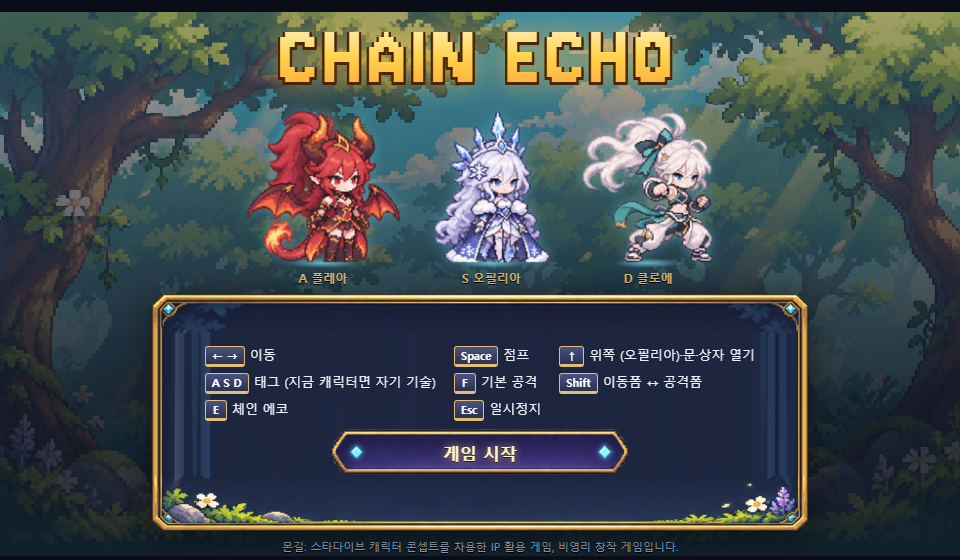 CHAIN ECHO
A 플레아 S 오필리아 D 클로에
← → 이동 Space 점프 ↑ 위쪽 (오필리아)·문·상자 열기
A S D 태그 (지금 캐릭터면 자기 기술) F 기본 공격 Shift 이동폼 ↔ 공격폼
E 체인 에코 Esc 일시정지
게임 시작
몬길: 스타다이브 캐릭터 콘셉트를 차용한 IP 활용 게임, 비영리 창작 게임입니다.